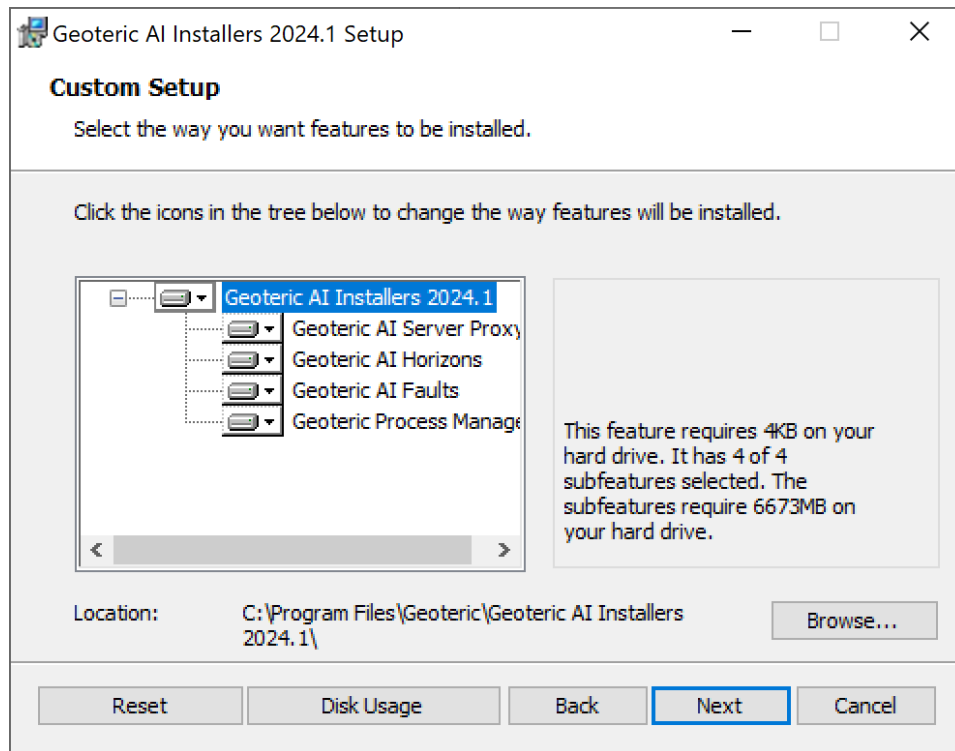 Geoteric AI Installers 2024.1 Setup
Custom Setup
Select the way you want features to be installed.
Click the icons in the tree below to change the way features will be installed.
Geoteric AI Installers 2024.1
Geoteric AI Server Proxy
Geoteric AI Horizons
Geoteric AI Faults
Geoteric Process Manage
This feature requires 4KB on your
hard drive. It has 4 of 4
subfeatures selected. The
subfeatures require 6673MB on
your hard drive.
Location:
C:\Program Files\Geoteric\Geoteric AI Installers
2024.1\
Browse...
Reset
Disk Usage
Back
Next
Cancel